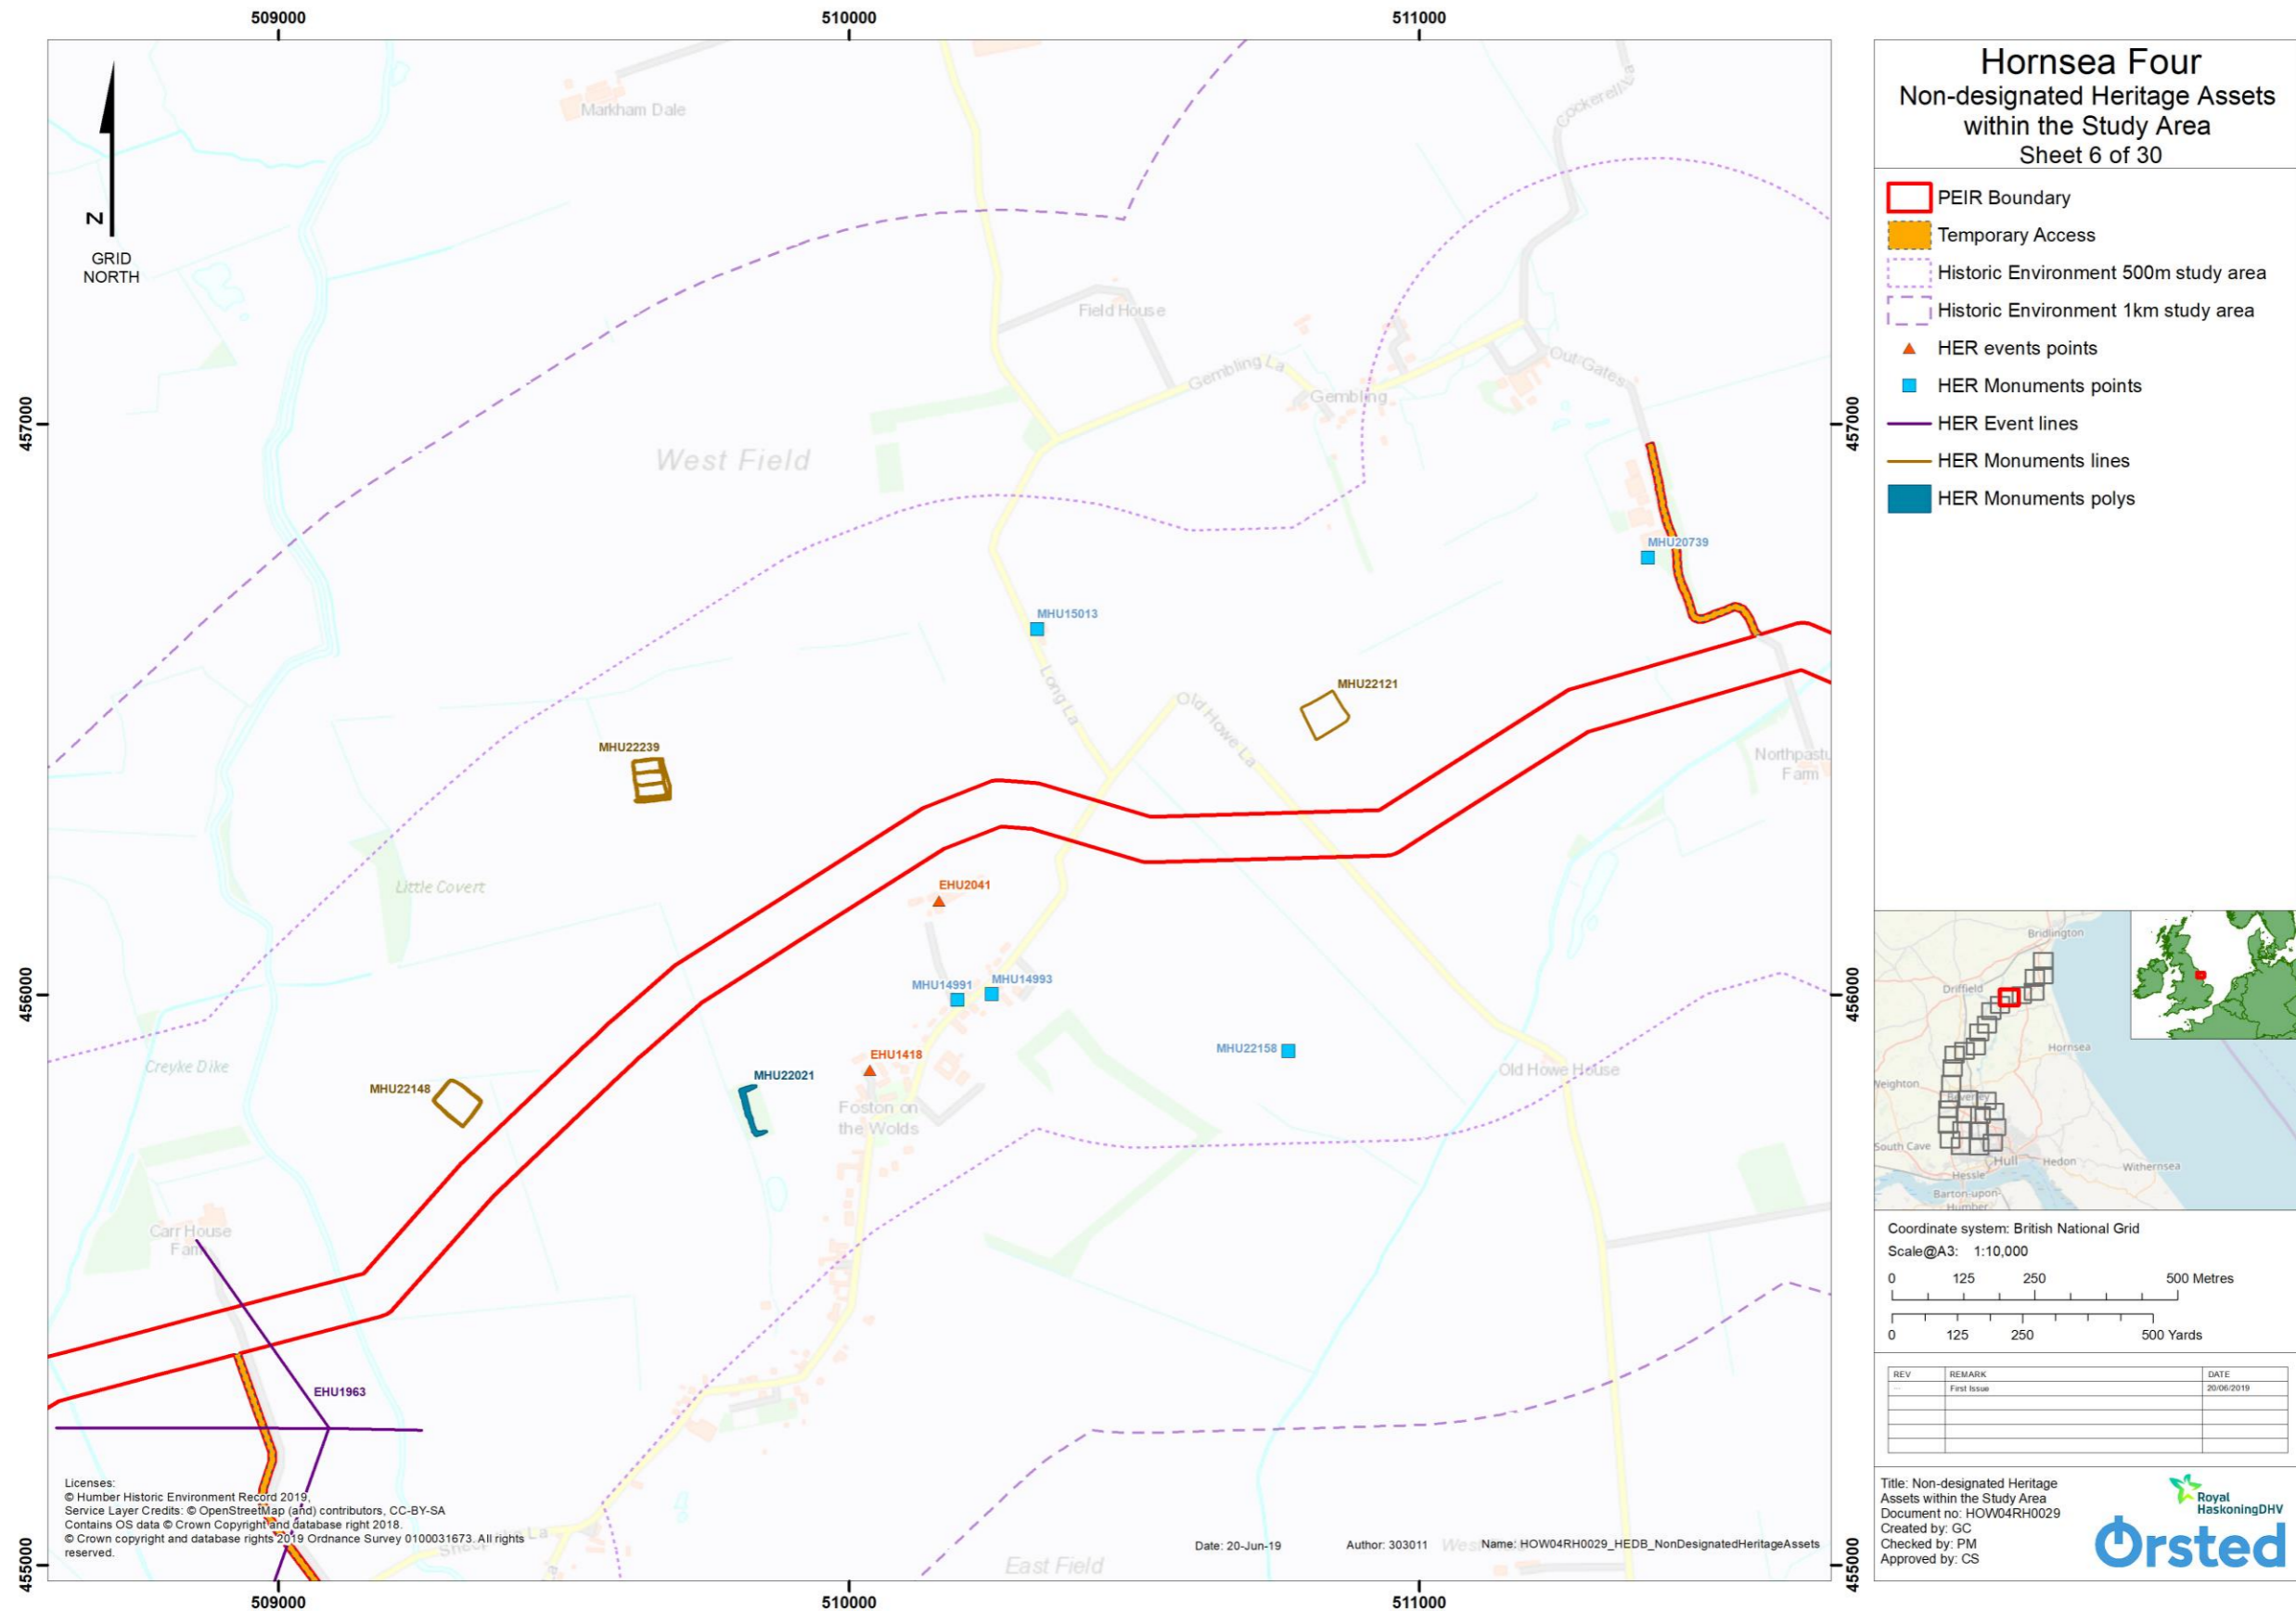 509000
510000
511000
457000
456000
455000
457000
456000
455000
509000
510000
511000
N
GRID
NORTH
Markham Dale
Cockerell La
Field House
Gembling La
Gembling
Out Gates
West Field
MHU20739
MHU15013
Long La
Old Howe La
MHU22121
MHU22239
Northpastu
Farm
Little Covert
EHU2041
MHU14991
MHU14993
MHU22158
EHU1418
Creyke Dike
MHU22148
MHU22021
Old Howe House
Foston on
the Wolds
Carr House
Farm
EHU1963
East Field
Licenses:
© Humber Historic Environment Record 2019,
Service Layer Credits: © OpenStreetMap (and) contributors, CC-BY-SA
Contains OS data © Crown Copyright and database right 2018.
© Crown copyright and database rights 2019 Ordnance Survey 0100031673. All rights
reserved.
Date: 20-Jun-19 Author: 303011 Name: HOW04RH0029_HEDB_NonDesignatedHeritageAssets
Hornsea Four
Non-designated Heritage Assets
within the Study Area
Sheet 6 of 30
PEIR Boundary
Temporary Access
Historic Environment 500m study area
Historic Environment 1km study area
HER events points
HER Monuments points
HER Event lines
HER Monuments lines
HER Monuments polys
Bridlington
Driffield
Hornsea
Weighton
Beverley
South Cave
Hull
Hedon
Withernsea
Hessle
Barton-upon-
Humber
Coordinate system: British National Grid
Scale@A3: 1:10,000
0 125 250 500 Metres
0 125 250 500 Yards
REV REMARK DATE
First Issue 20/06/2019
Title: Non-designated Heritage
Assets within the Study Area
Document no: HOW04RH0029
Created by: GC
Checked by: PM
Approved by: CS
Royal
HaskoningDHV
Ørsted